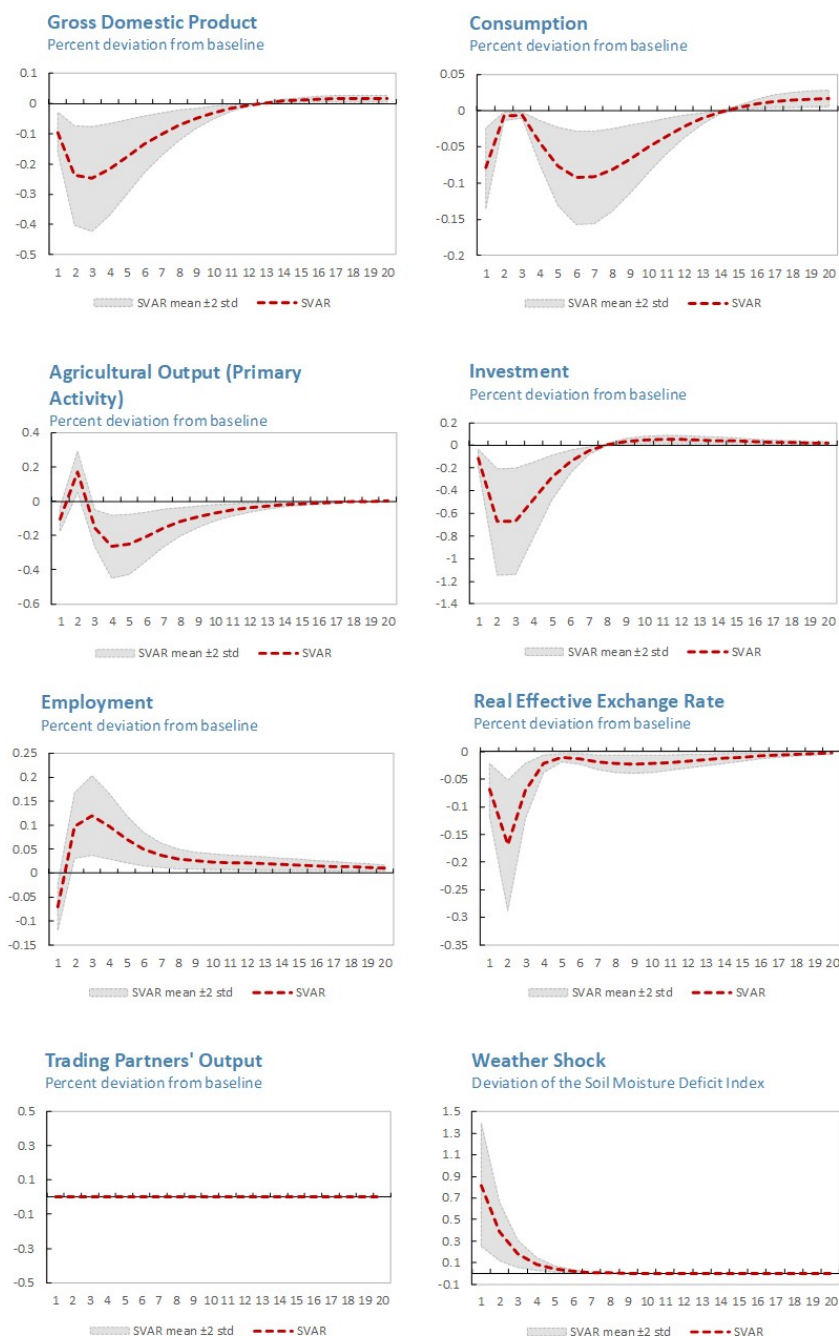 Gross Domestic Product
Percent deviation from baseline
0.1
0
-0.1
-0.2
-0.3
-0.4
-0.5
1 2 3 4 5 6 7 8 9 10 11 12 13 14 15 16 17 18 19 20
SVAR mean ±2 std SVAR
Consumption
Percent deviation from baseline
0.05
0
-0.05
-0.1
-0.15
-0.2
1 2 3 4 5 6 7 8 9 10 11 12 13 14 15 16 17 18 19 20
SVAR mean ±2 std SVAR
Agricultural Output (Primary
Activity)
Percent deviation from baseline
0.4
0.2
0
-0.2
-0.4
-0.6
1 2 3 4 5 6 7 8 9 10 11 12 13 14 15 16 17 18 19 20
SVAR mean ±2 std SVAR
Investment
Percent deviation from baseline
0.2
0
-0.2
-0.4
-0.6
-0.8
-1
-1.2
-1.4
1 2 3 4 5 6 7 8 9 10 11 12 13 14 15 16 17 18 19 20
SVAR mean ±2 std SVAR
Employment
Percent deviation from baseline
0.25
0.2
0.15
0.1
0.05
0
-0.05
-0.1
-0.15
1 2 3 4 5 6 7 8 9 10 11 12 13 14 15 16 17 18 19 20
SVAR mean ±2 std SVAR
Real Effective Exchange Rate
Percent deviation from baseline
0
-0.05
-0.1
-0.15
-0.2
-0.25
-0.3
-0.35
1 2 3 4 5 6 7 8 9 10 11 12 13 14 15 16 17 18 19 20
SVAR mean ±2 std SVAR
Trading Partners' Output
Percent deviation from baseline
0.5
0.3
0.1
-0.1
-0.3
-0.5
1 2 3 4 5 6 7 8 9 10 11 12 13 14 15 16 17 18 19 20
SVAR mean ±2 std SVAR
Weather Shock
Deviation of the Soil Moisture Deficit Index
1.5
1.3
1.1
0.9
0.7
0.5
0.3
0.1
-0.1
1 2 3 4 5 6 7 8 9 10 11 12 13 14 15 16 17 18 19 20
SVAR mean ±2 std SVAR